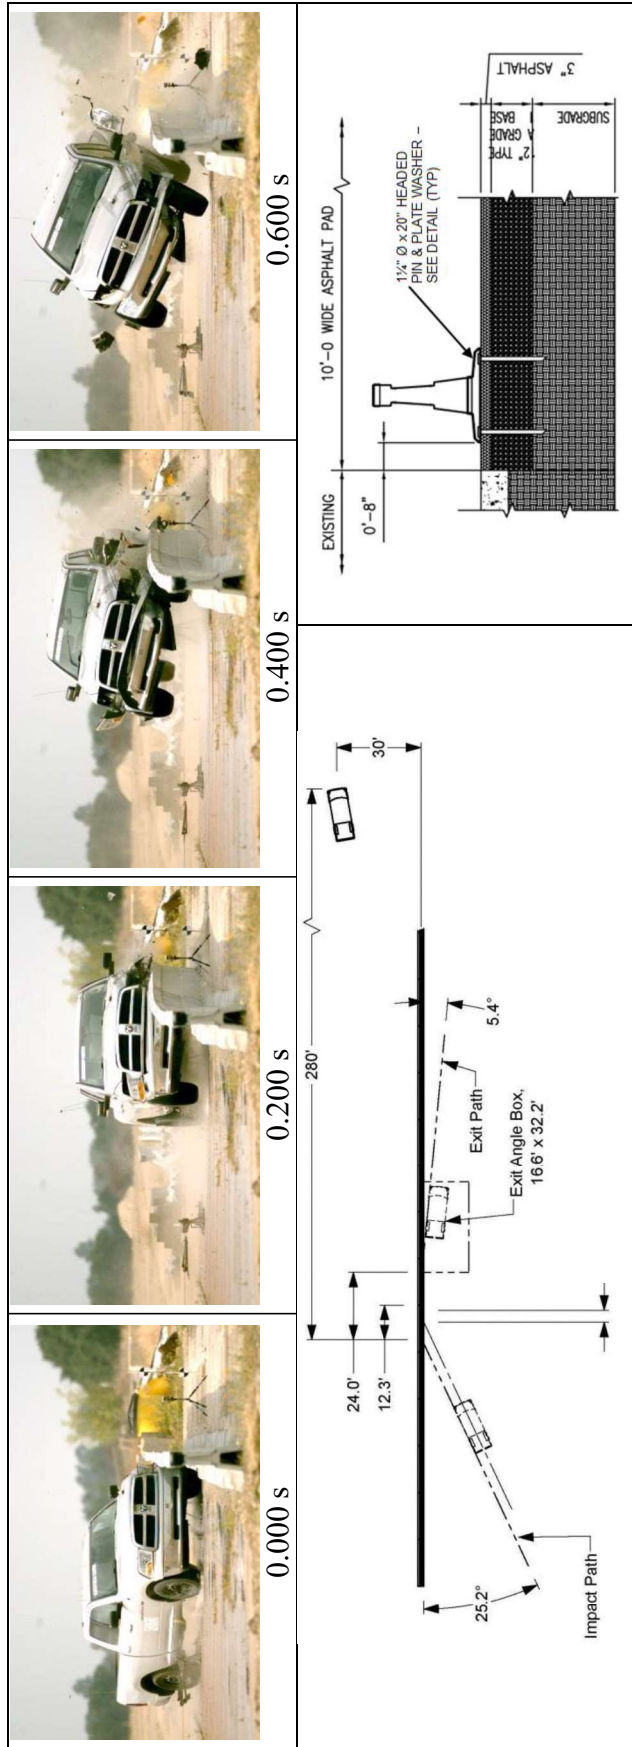 0.000 s
0.200 s
0.400 s
0.600 s
280'
30'
24.0'
12.3'
25.2°
Impact Path
Exit Angle Box,
16.6' x 32.2'
Exit Path
5.4°
EXISTING
10'-0 WIDE ASPHALT PAD
0'-8"
1¼" Ø x 20" HEADED
PIN & PLATE WASHER –
SEE DETAIL (TYP)
3" ASPHALT
12" TYPE
A GRADE
1
BASE
SUBGRADE